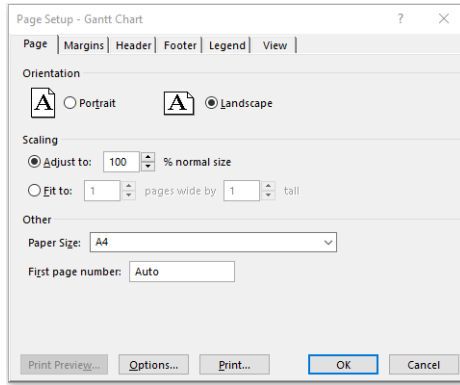 Page Setup - Gantt Chart ? ×
Page Margins Header Footer Legend View
Orientation
A Portrait A Landscape
Scaling
Adjust to: 100 % normal size
Fit to: 1 pages wide by 1 tall
Other
Paper Size: A4
First page number: Auto
Print Preview... Options... Print... OK Cancel